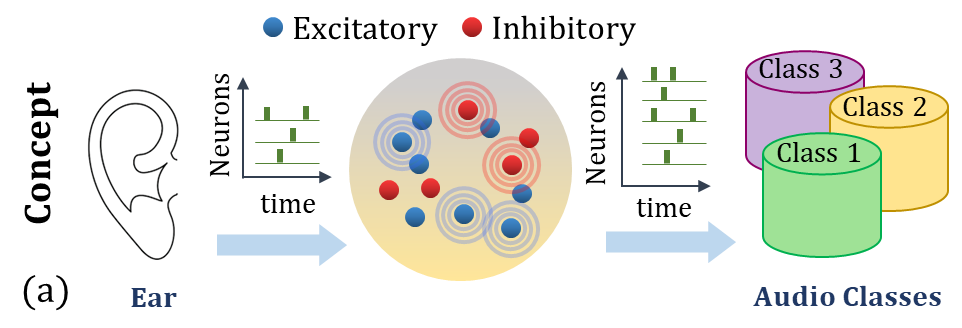 Excitatory Inhibitory
Concept
Neurons
time
Neurons
time
Class 3
Class 2
Class 1
(a)
Ear
Audio Classes